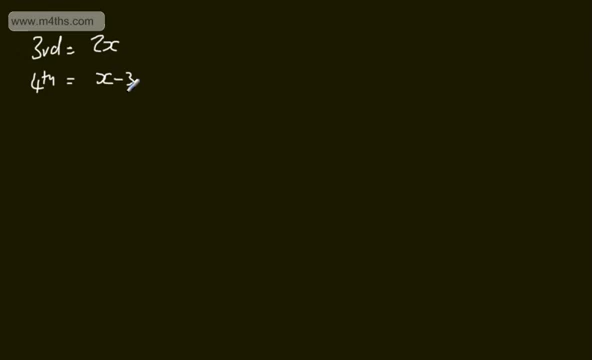 www.m4ths.com
3rd = 2x
4th = x-3